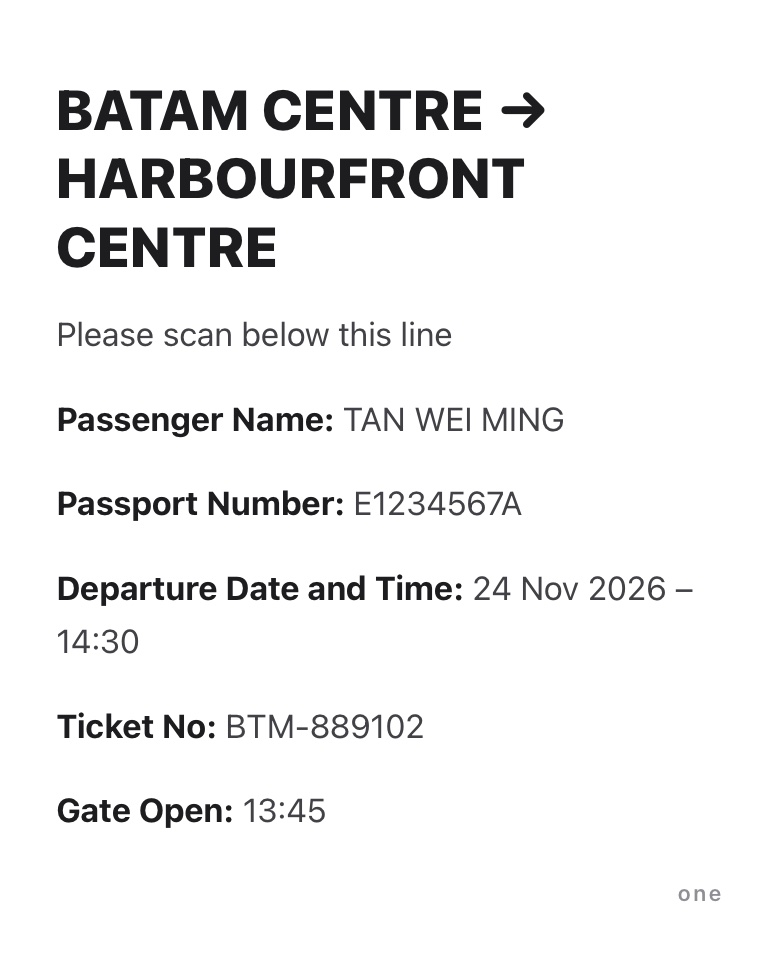 BATAM CENTRE →
HARBOURFRONT
CENTRE
Please scan below this line
Passenger Name: TAN WEI MING
Passport Number: E1234567A
Departure Date and Time: 24 Nov 2026 –
14:30
Ticket No: BTM-889102
Gate Open: 13:45
one